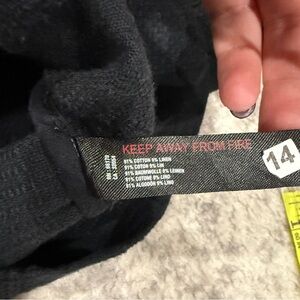 KEEP AWAY FROM FIRE
14
91% COTTON 9% LINEN
91% COTON 9% LIN
91% BAUMWOLLE 9% LEINEN
91% COTONE 9% LINO
91% ALGODÓN 9% LINO